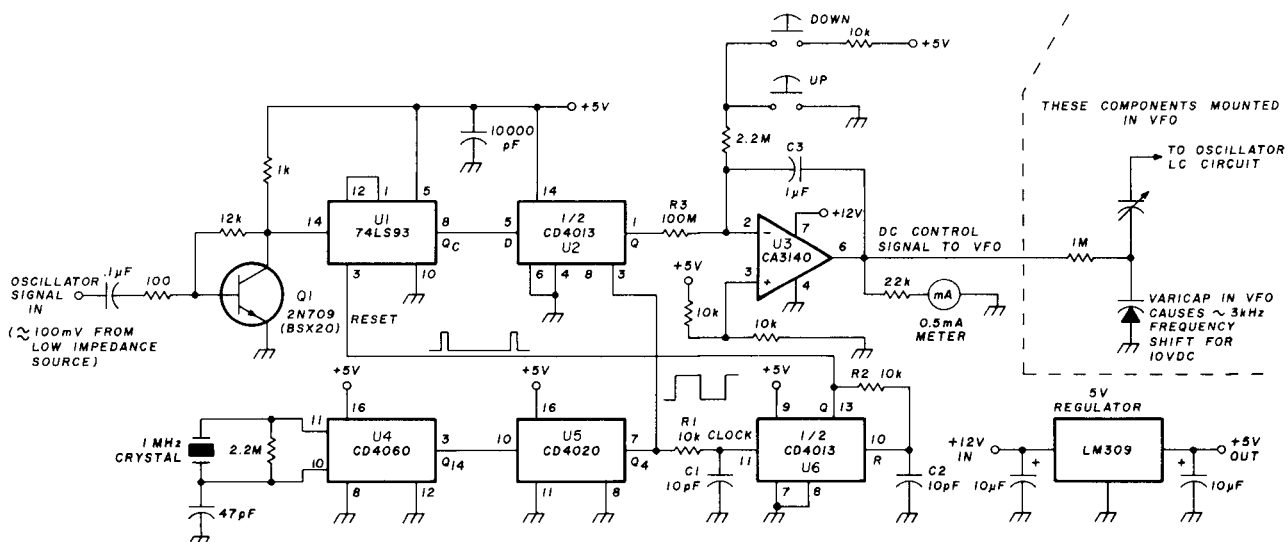 DOWN
10k
+5V
UP
+5V
10000
pF
1k
2.2M
C3
1μF
THESE COMPONENTS MOUNTED
IN VFO
TO OSCILLATOR
LC CIRCUIT
12
1
5
14
12k
14
U1
74LS93
8
QC
5
D
1/2
CD4013
U2
1
Q
R3
100M
2
+12V
7
U3
CA3140
6
3
4
DC CONTROL
SIGNAL TO VFO
1M
3
10
6
4
8
3
+5V
10k
10k
22k
mA
0.5mA
METER
VARICAP IN VFO
CAUSES ~ 3kHz
FREQUENCY
SHIFT FOR
10VDC
OSCILLATOR
SIGNAL
IN
.1μF
100
Q1
2N709
(BSX20)
(≈100mV FROM
LOW IMPEDANCE
SOURCE)
RESET
+5V
+5V
+5V
R2 10k
5V
REGULATOR
16
16
9
Q
13
11
1 MHz
CRYSTAL
2.2M
10
U4
CD4060
3
Q14
10
U5
CD4020
7
Q4
R1
10k
CLOCK
11
1/2
CD4013
U6
10
R
C1
10pF
C2
10pF
+12V
IN
LM309
+5V
OUT
10μF
+
+
10μF
8
12
11
8
7
8
47pF